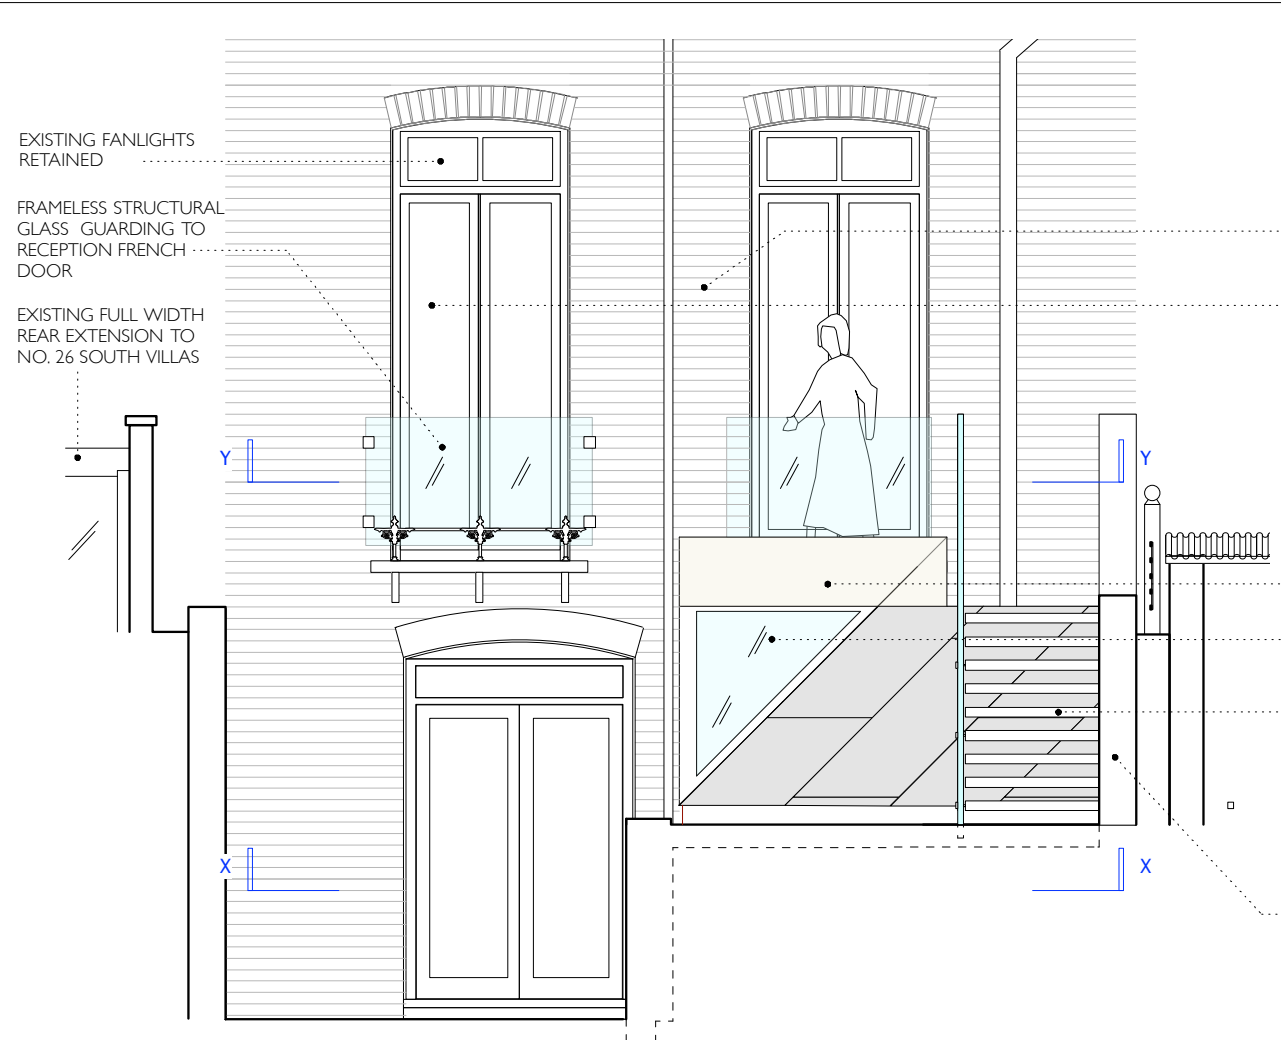 EXISTING FANLIGHTS
RETAINED
FRAMELESS STRUCTURAL
GLASS GUARDING TO
RECEPTION FRENCH
DOOR
EXISTING FULL WIDTH
REAR EXTENSION TO
NO. 26 SOUTH VILLAS
Y
Y
X
X